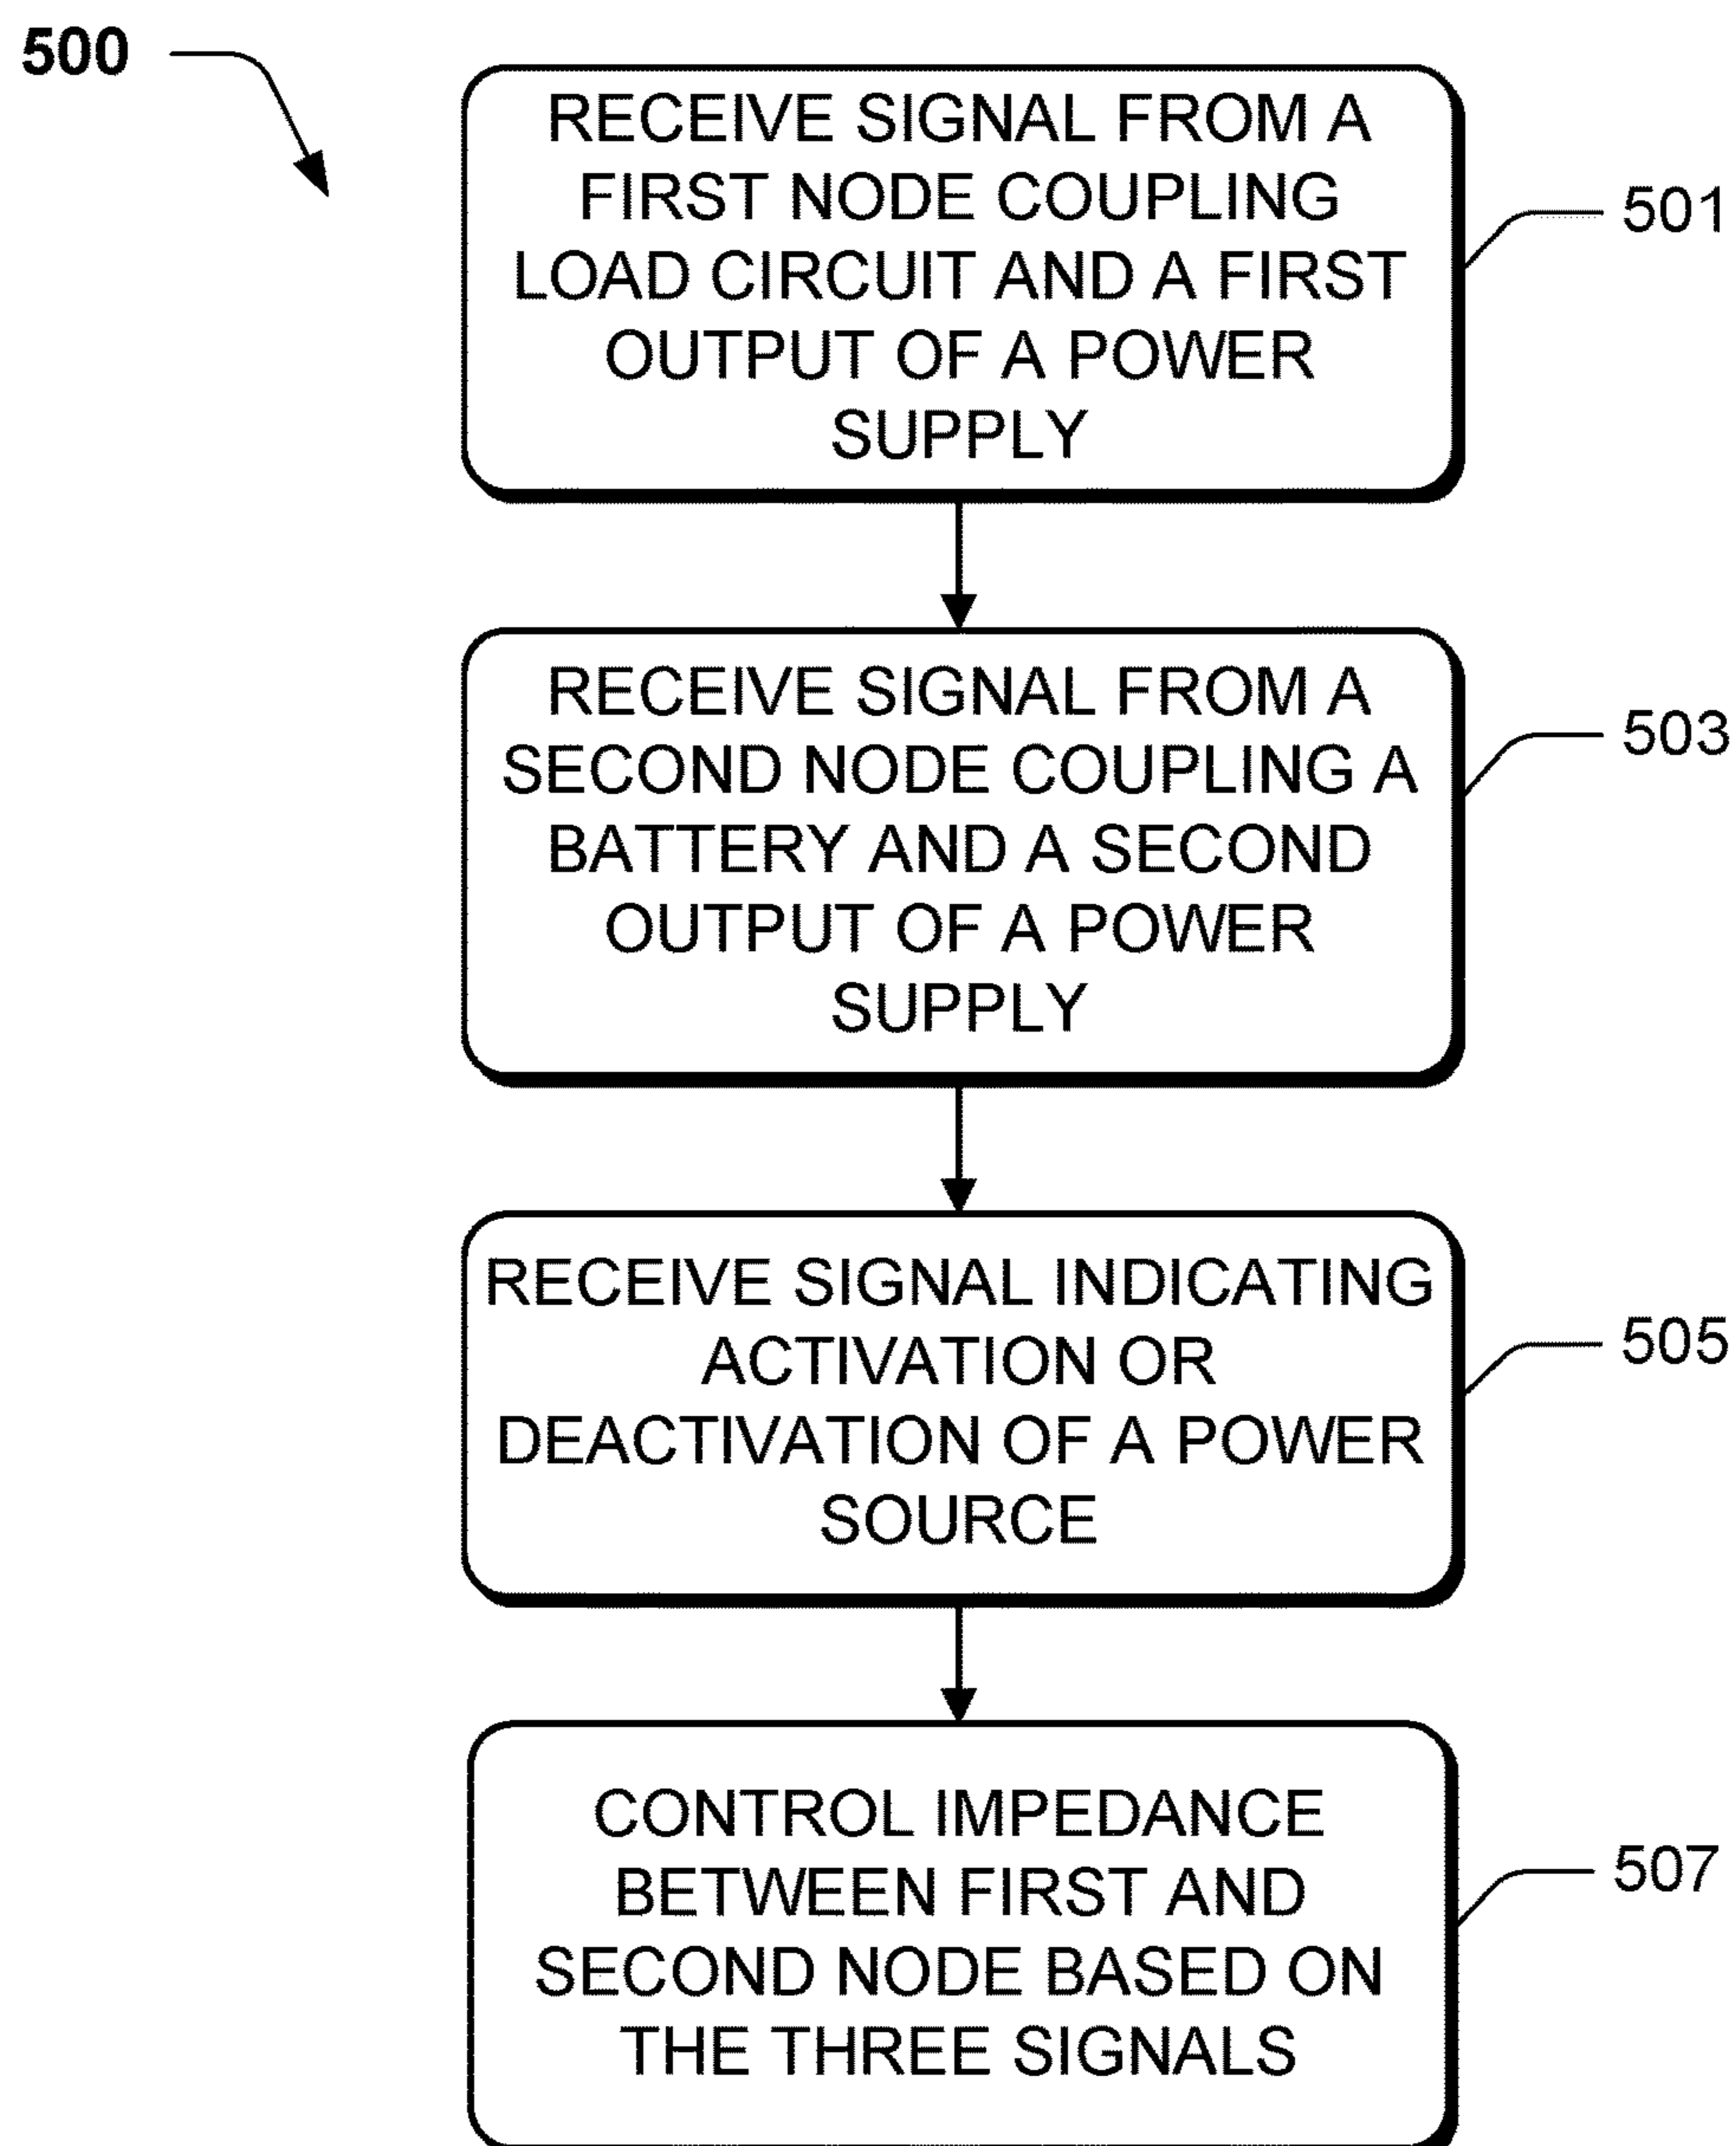 500
RECEIVE SIGNAL FROM A
FIRST NODE COUPLING
LOAD CIRCUIT AND A FIRST
OUTPUT OF A POWER
SUPPLY
501
RECEIVE SIGNAL FROM A
SECOND NODE COUPLING A
BATTERY AND A SECOND
OUTPUT OF A POWER
SUPPLY
503
RECEIVE SIGNAL INDICATING
ACTIVATION OR
DEACTIVATION OF A POWER
SOURCE
505
CONTROL IMPEDANCE
BETWEEN FIRST AND
SECOND NODE BASED ON
THE THREE SIGNALS
507